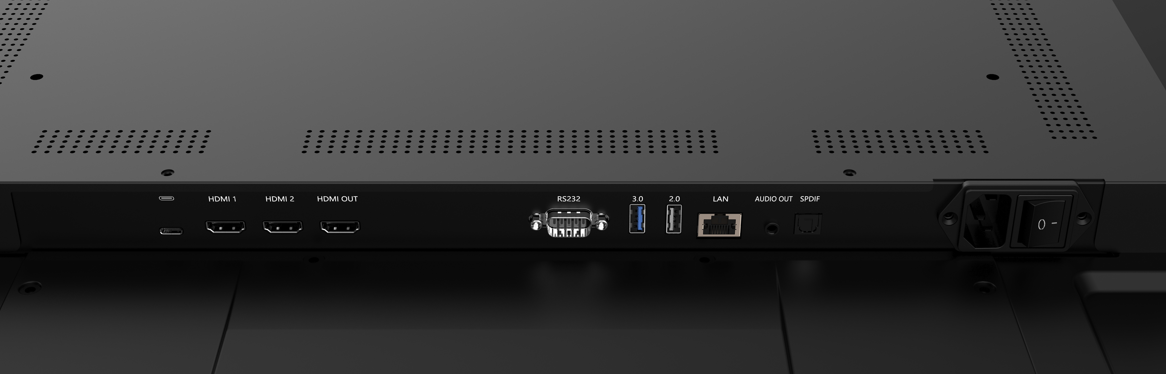 HDMI 1
HDMI 2
HDMI OUT
RS232
3.0
2.0
LAN
AUDIO OUT
SPDIF